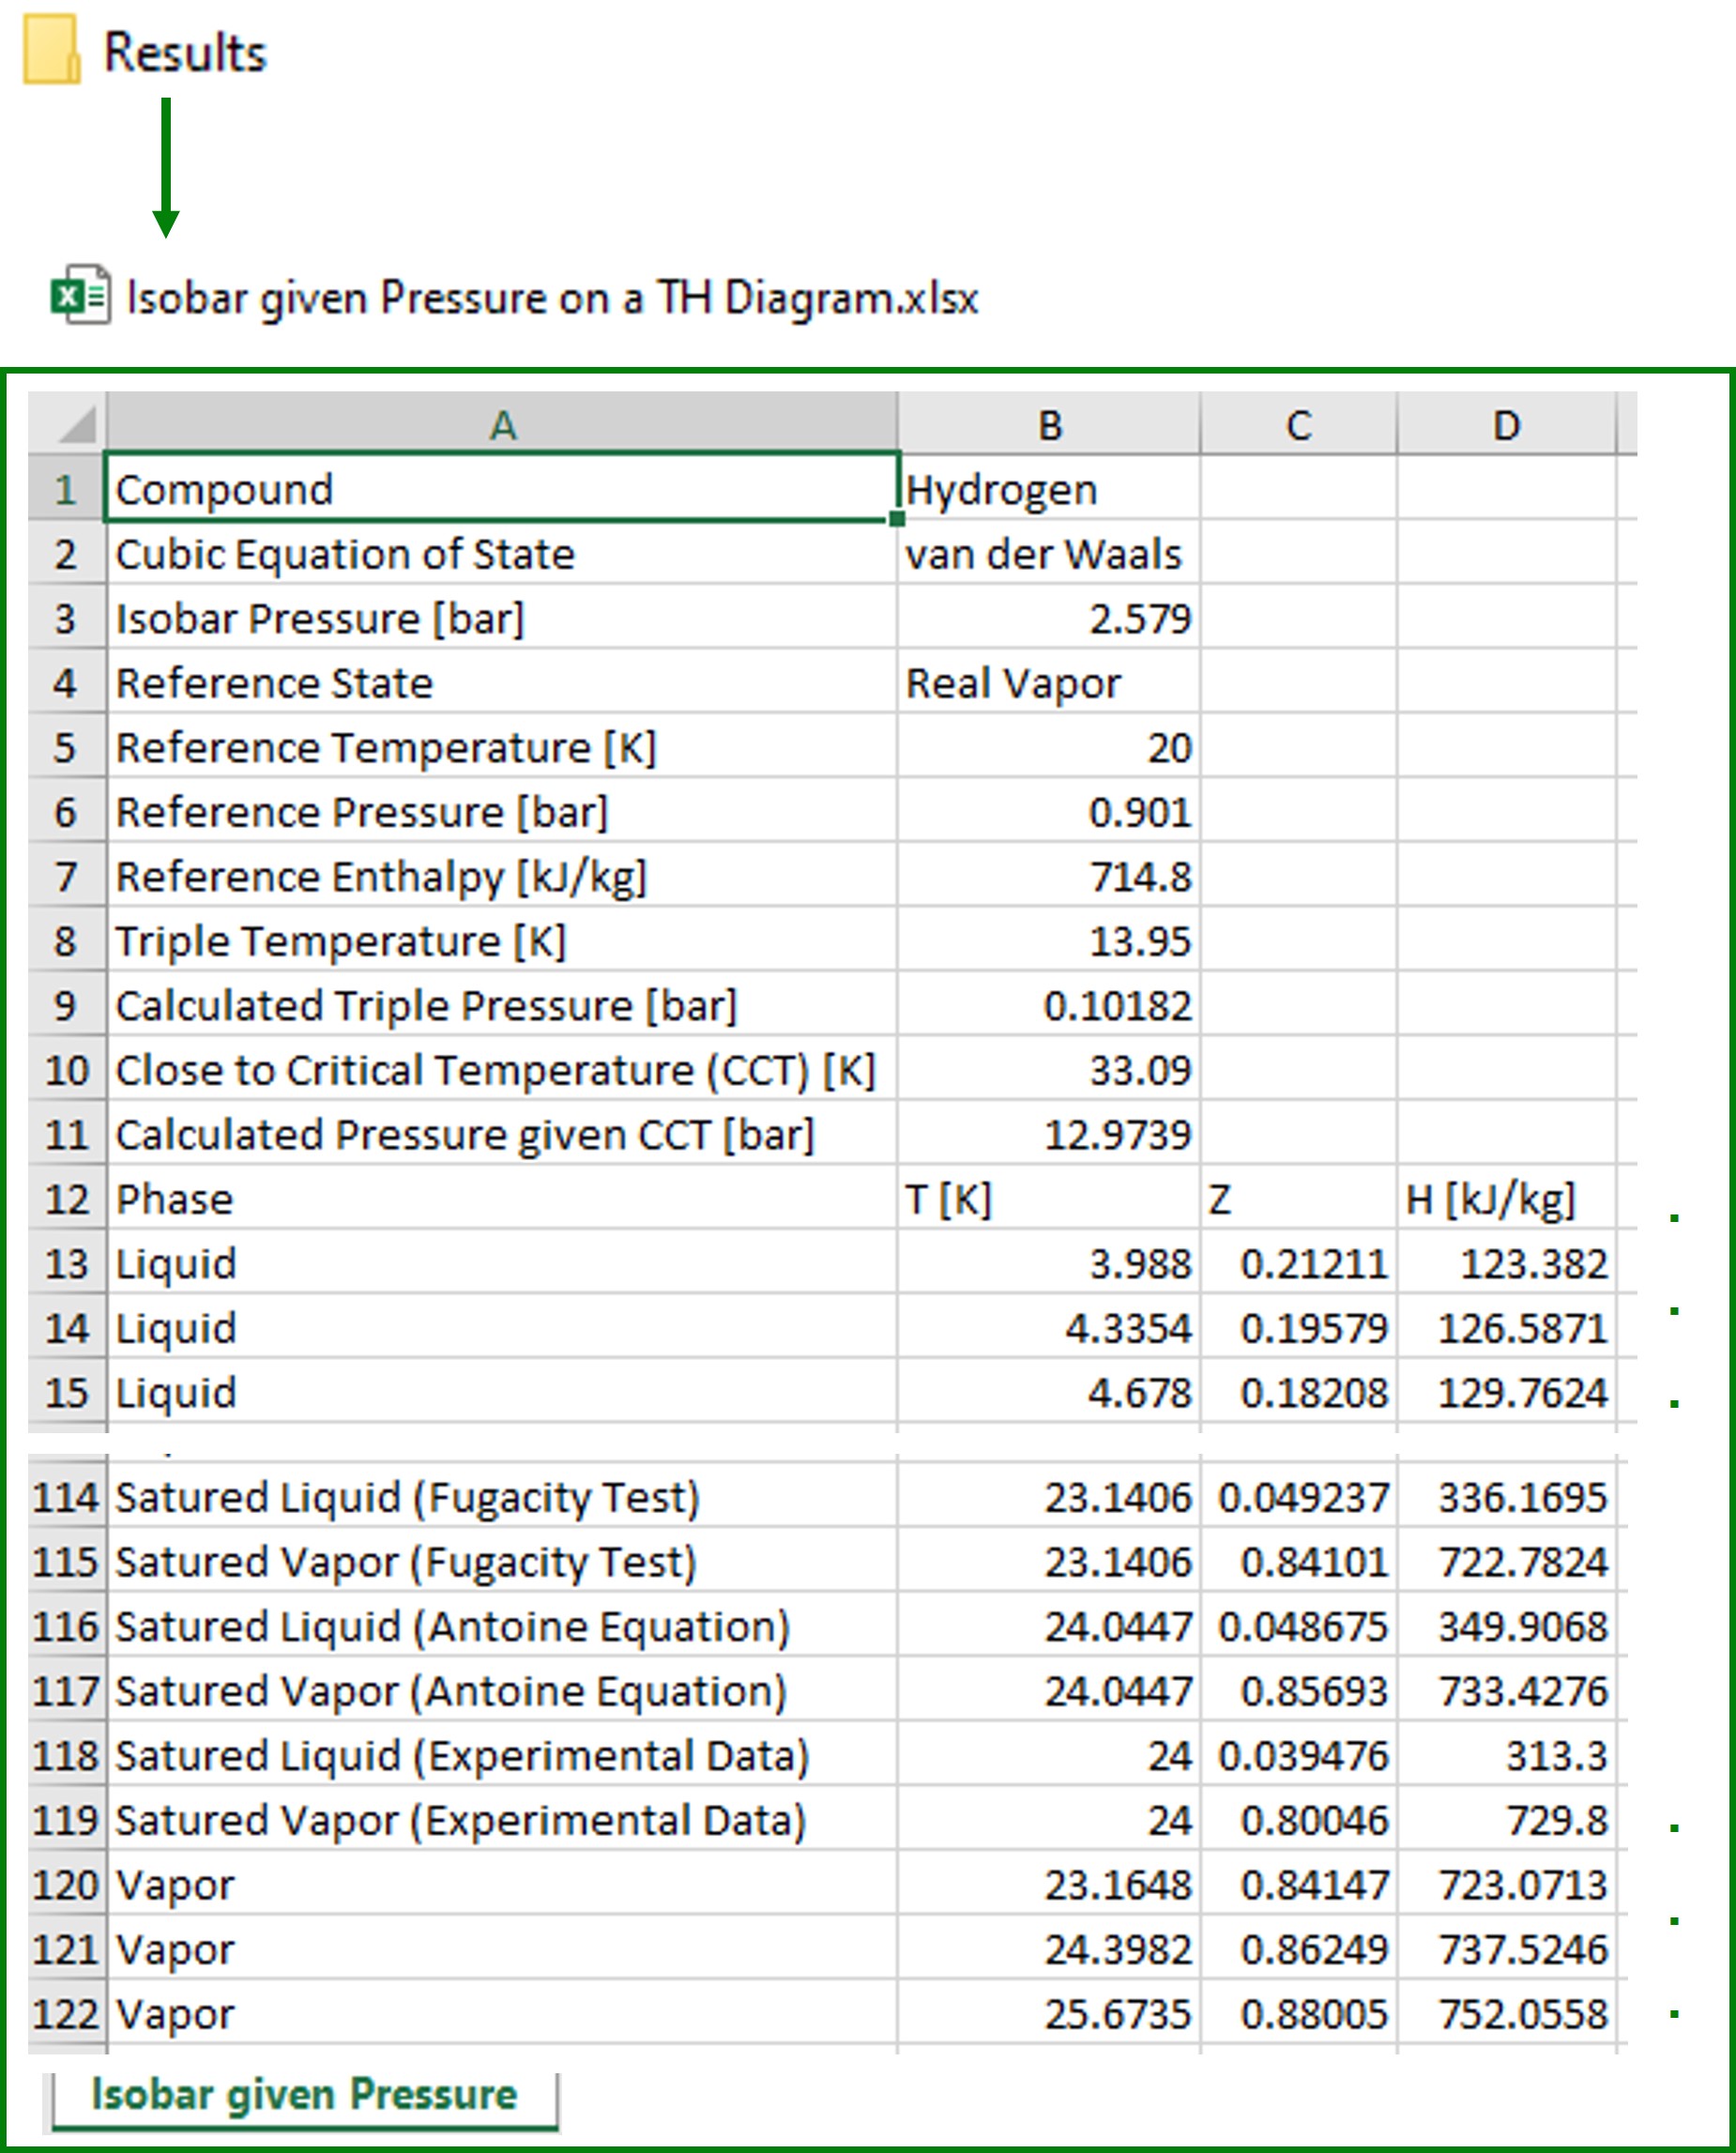 Results
Isobar given Pressure on a TH Diagram.xlsx
A B C D
1 Compound Hydrogen
2 Cubic Equation of State van der Waals
3 Isobar Pressure [bar] 2.579
4 Reference State Real Vapor
5 Reference Temperature [K] 20
6 Reference Pressure [bar] 0.901
7 Reference Enthalpy [kJ/kg] 714.8
8 Triple Temperature [K] 13.95
9 Calculated Triple Pressure [bar] 0.10182
10 Close to Critical Temperature (CCT) [K] 33.09
11 Calculated Pressure given CCT [bar] 12.9739
12 Phase T [K] Z H [kJ/kg]
13 Liquid 3.988 0.21211 123.382
14 Liquid 4.3354 0.19579 126.5871
15 Liquid 4.678 0.18208 129.7624
114 Satured Liquid (Fugacity Test) 23.1406 0.049237 336.1695
115 Satured Vapor (Fugacity Test) 23.1406 0.84101 722.7824
116 Satured Liquid (Antoine Equation) 24.0447 0.048675 349.9068
117 Satured Vapor (Antoine Equation) 24.0447 0.85693 733.4276
118 Satured Liquid (Experimental Data) 24 0.039476 313.3
119 Satured Vapor (Experimental Data) 24 0.80046 729.8
120 Vapor 23.1648 0.84147 723.0713
121 Vapor 24.3982 0.86249 737.5246
122 Vapor 25.6735 0.88005 752.0558
Isobar given Pressure